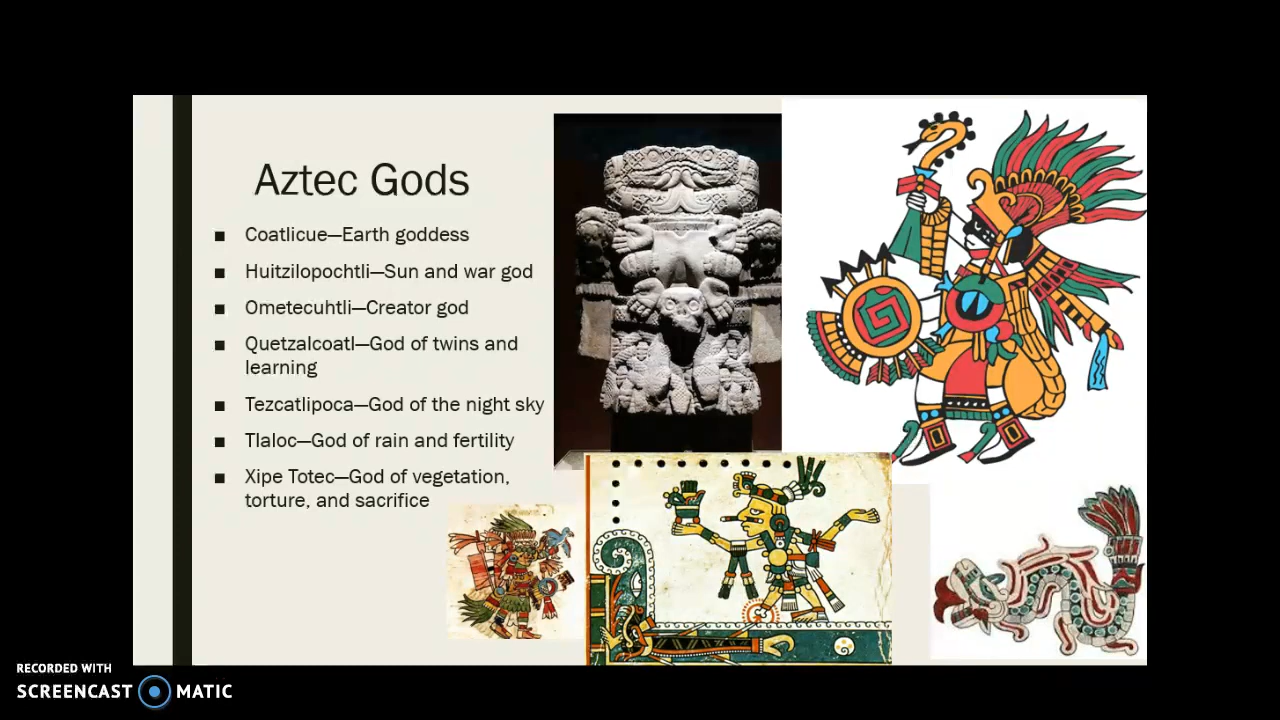 Aztec Gods
■ Coatlicue—Earth goddess
■ Huitzilopochtli—Sun and war god
■ Ometecuhtli—Creator god
■ Quetzalcoatl—God of twins and
learning
■ Tezcatlipoca—God of the night sky
■ Tlaloc—God of rain and fertility
■ Xipe Totec—God of vegetation,
torture, and sacrifice
RECORDED WITH
SCREENCAST MATIC